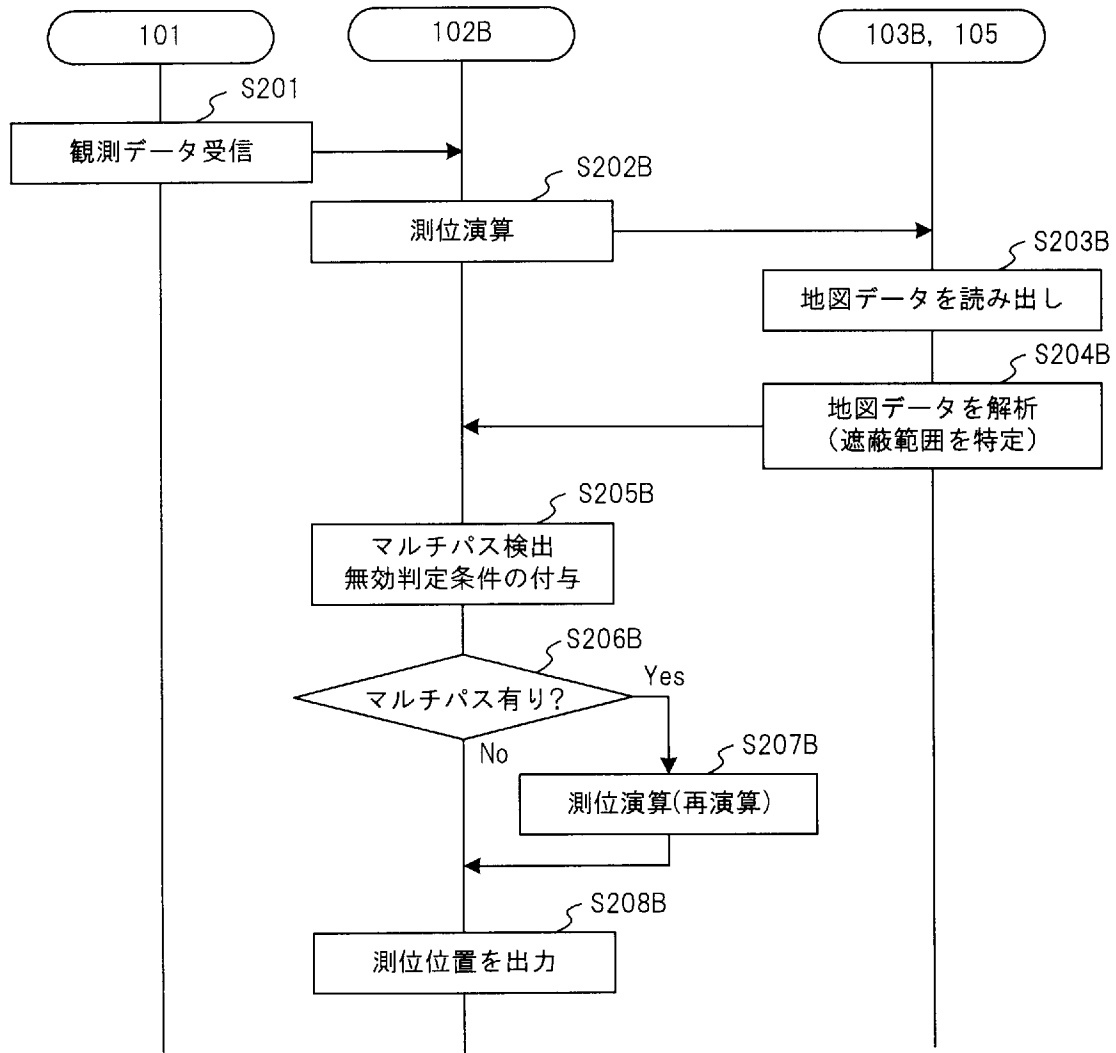 101
102B
103B, 105
S201
観測データ受信
S202B
測位演算
S203B
地図データを読み出し
S204B
地図データを解析
(遮蔽範囲を特定)
S205B
マルチパス検出
無効判定条件の付与
S206B
マルチパス有り?
Yes
No
S207B
測位演算(再演算)
S208B
測位位置を出力